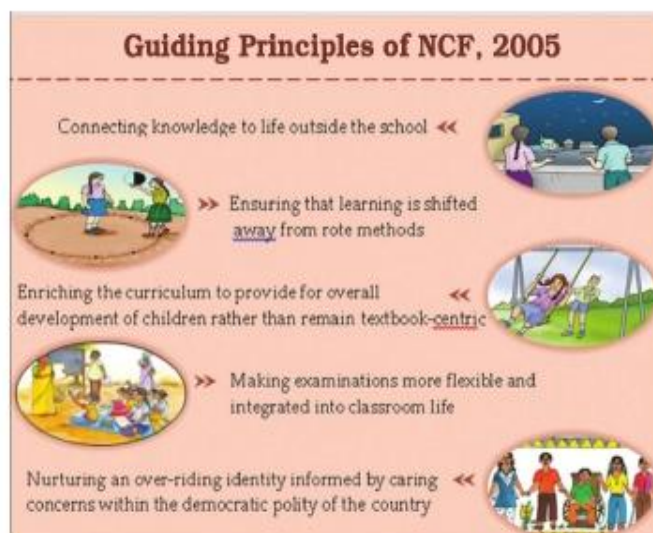 Guiding Principles of NCF, 2005
Connecting knowledge to life outside the school
Ensuring that learning is shifted
away from rote methods
Enriching the curriculum to provide for overall
development of children rather than remain textbook-centric
Making examinations more flexible and
integrated into classroom life
Nurturing an over-riding identity informed by caring
concerns within the democratic polity of the country